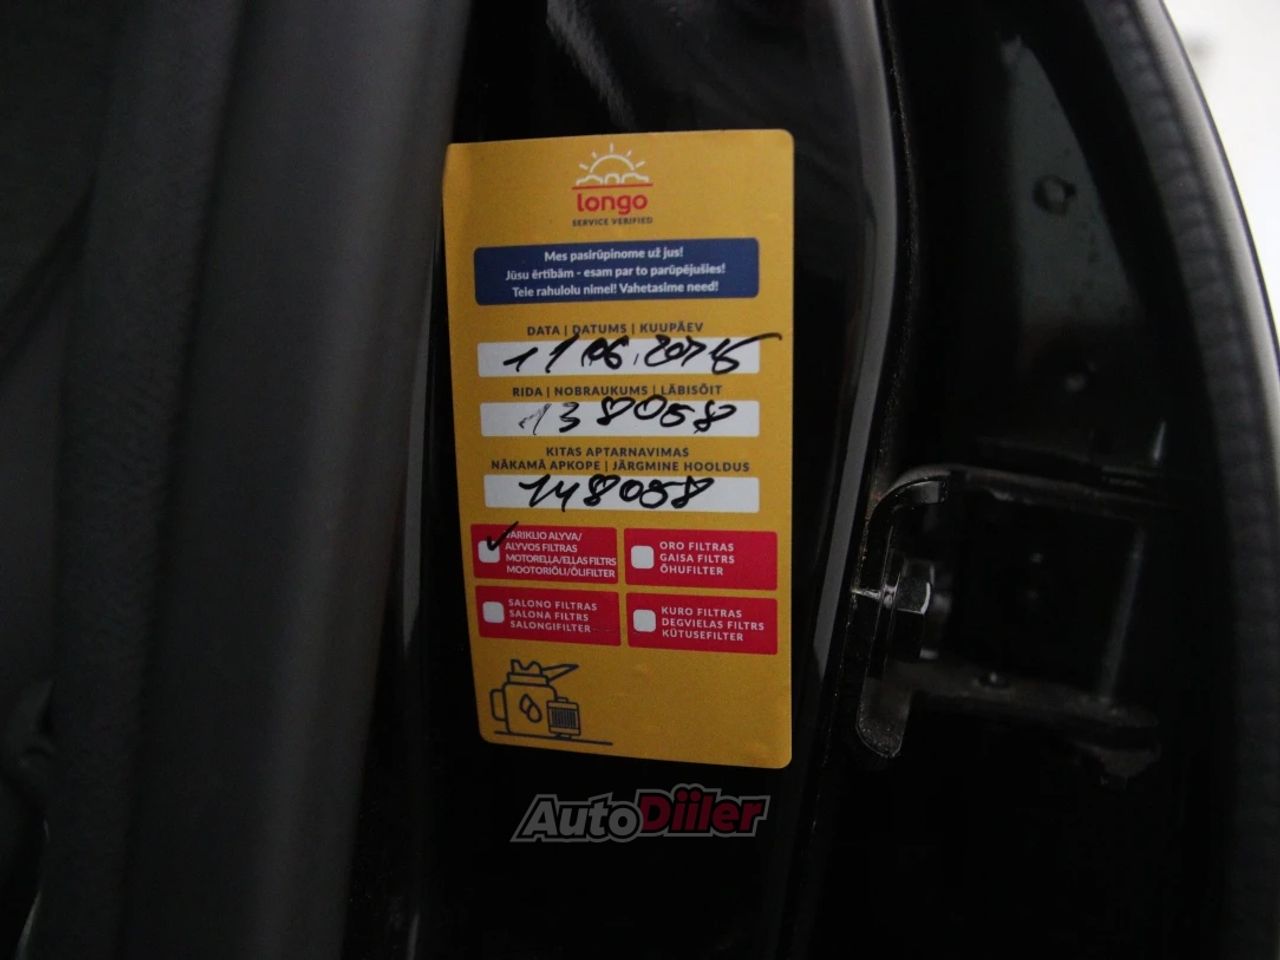 longo
SERVICE VERIFIED
Mes pasirūpinome už jus!
Jūsu ērtībām - esam par to parūpējušies!
Teie rahulolu nimel! Vahetasime need!
DATA | DATUMS | KUUPÄEV
11.06.2025
RIDA | NOBRAUKUMS | LÄBISÕIT
138058
KITAS APTARNAVIMAS
NĀKAMĀ APKOPE | JÄRGMINE HOOLDUS
148058
VARIKLIO ALYVA/
ALYVOS FILTRAS
MOTOREĻĻA/EĻĻAS FILTRS
MOOTORIÕLI/ÕLIFILTER
ORO FILTRAS
GAISA FILTRS
ÕHUFILTER
SALONO FILTRAS
SALONA FILTRS
SALONGIFILTER
KURO FILTRAS
DEGVIELAS FILTRS
KÜTUSEFILTER
AutoDiiler